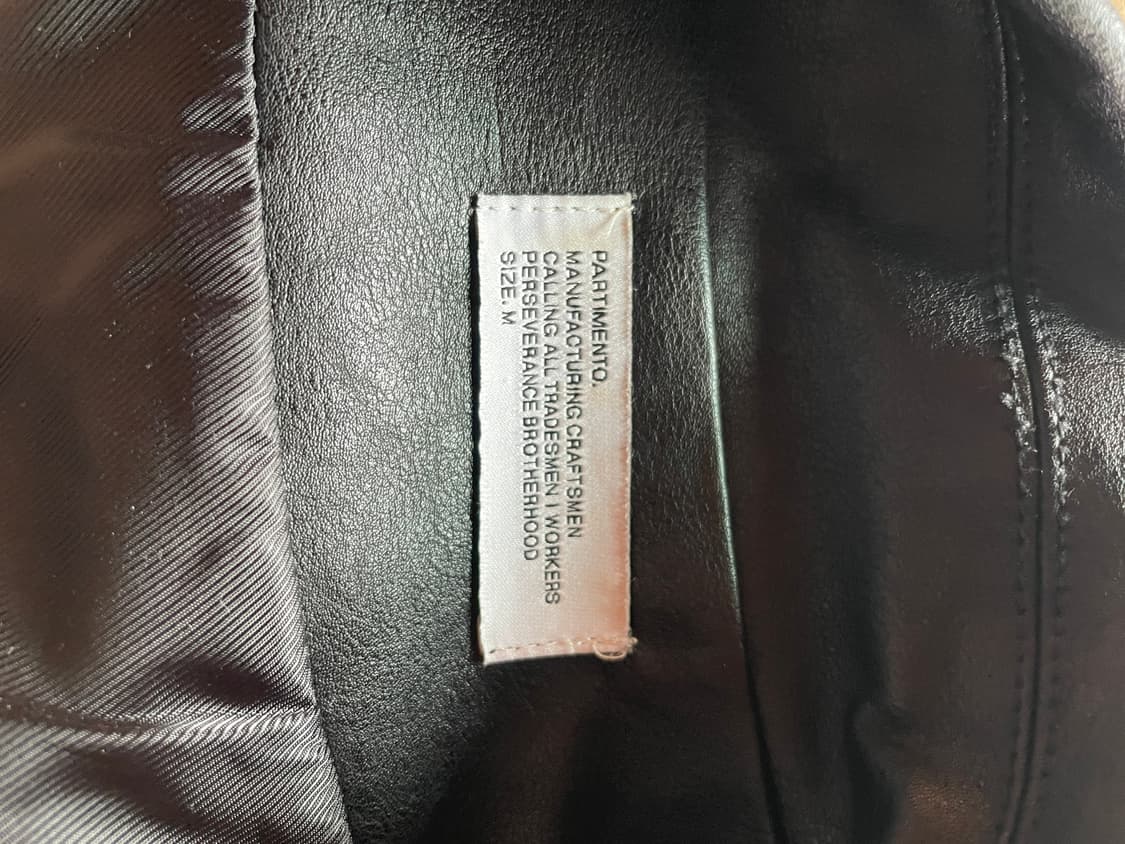 PARTIMENTO.
MANUFACTURING CRAFTSMEN
CALLING ALL TRADESMEN I WORKERS
PERSEVERANCE BROTHERHOOD
SIZE. M